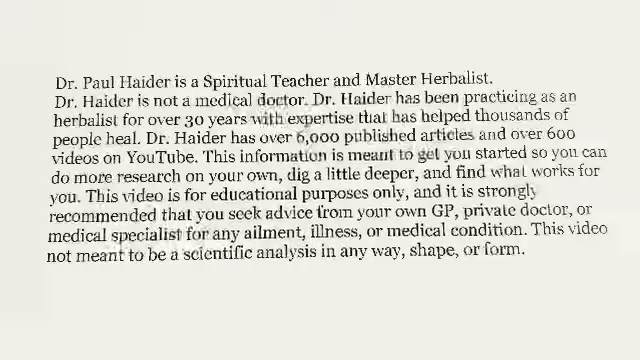 Dr. Paul Haider is a Spiritual Teacher and Master Herbalist.
Dr. Haider is not a medical doctor. Dr. Haider has been practicing as an
herbalist for over 30 years with expertise that has helped thousands of
people heal. Dr. Haider has over 6,000 published articles and over 600
videos on YouTube. This information is meant to get you started so you can
do more research on your own, dig a little deeper, and find what works for
you. This video is for educational purposes only, and it is strongly
recommended that you seek advice from your own GP, private doctor, or
medical specialist for any ailment, illness, or medical condition. This video
not meant to be a scientific analysis in any way, shape, or form.